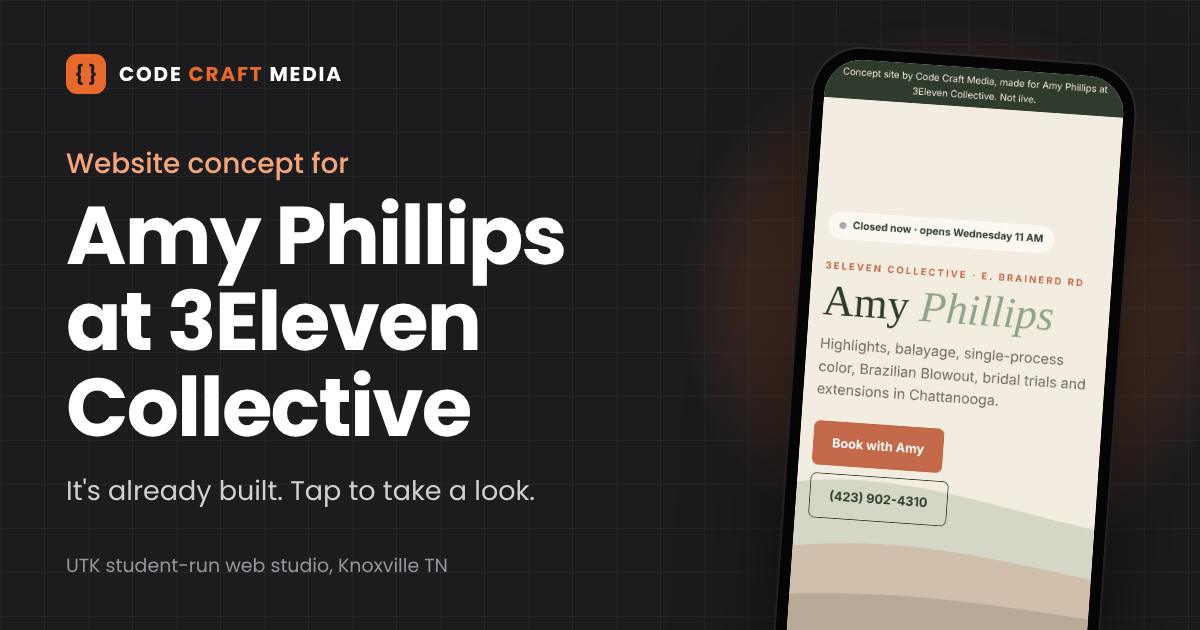 { } CODE CRAFT MEDIA
Website concept for
Amy Phillips
at 3Eleven
Collective
It's already built. Tap to take a look.
UTK student-run web studio, Knoxville TN
Concept site by Code Craft Media, made for Amy Phillips at
3Eleven Collective. Not live.
Closed now · opens Wednesday 11 AM
3ELEVEN COLLECTIVE · E. BRAINERD RD
Amy Phillips
Highlights, balayage, single-process
color, Brazilian Blowout, bridal trials and
extensions in Chattanooga.
Book with Amy
(423) 902-4310